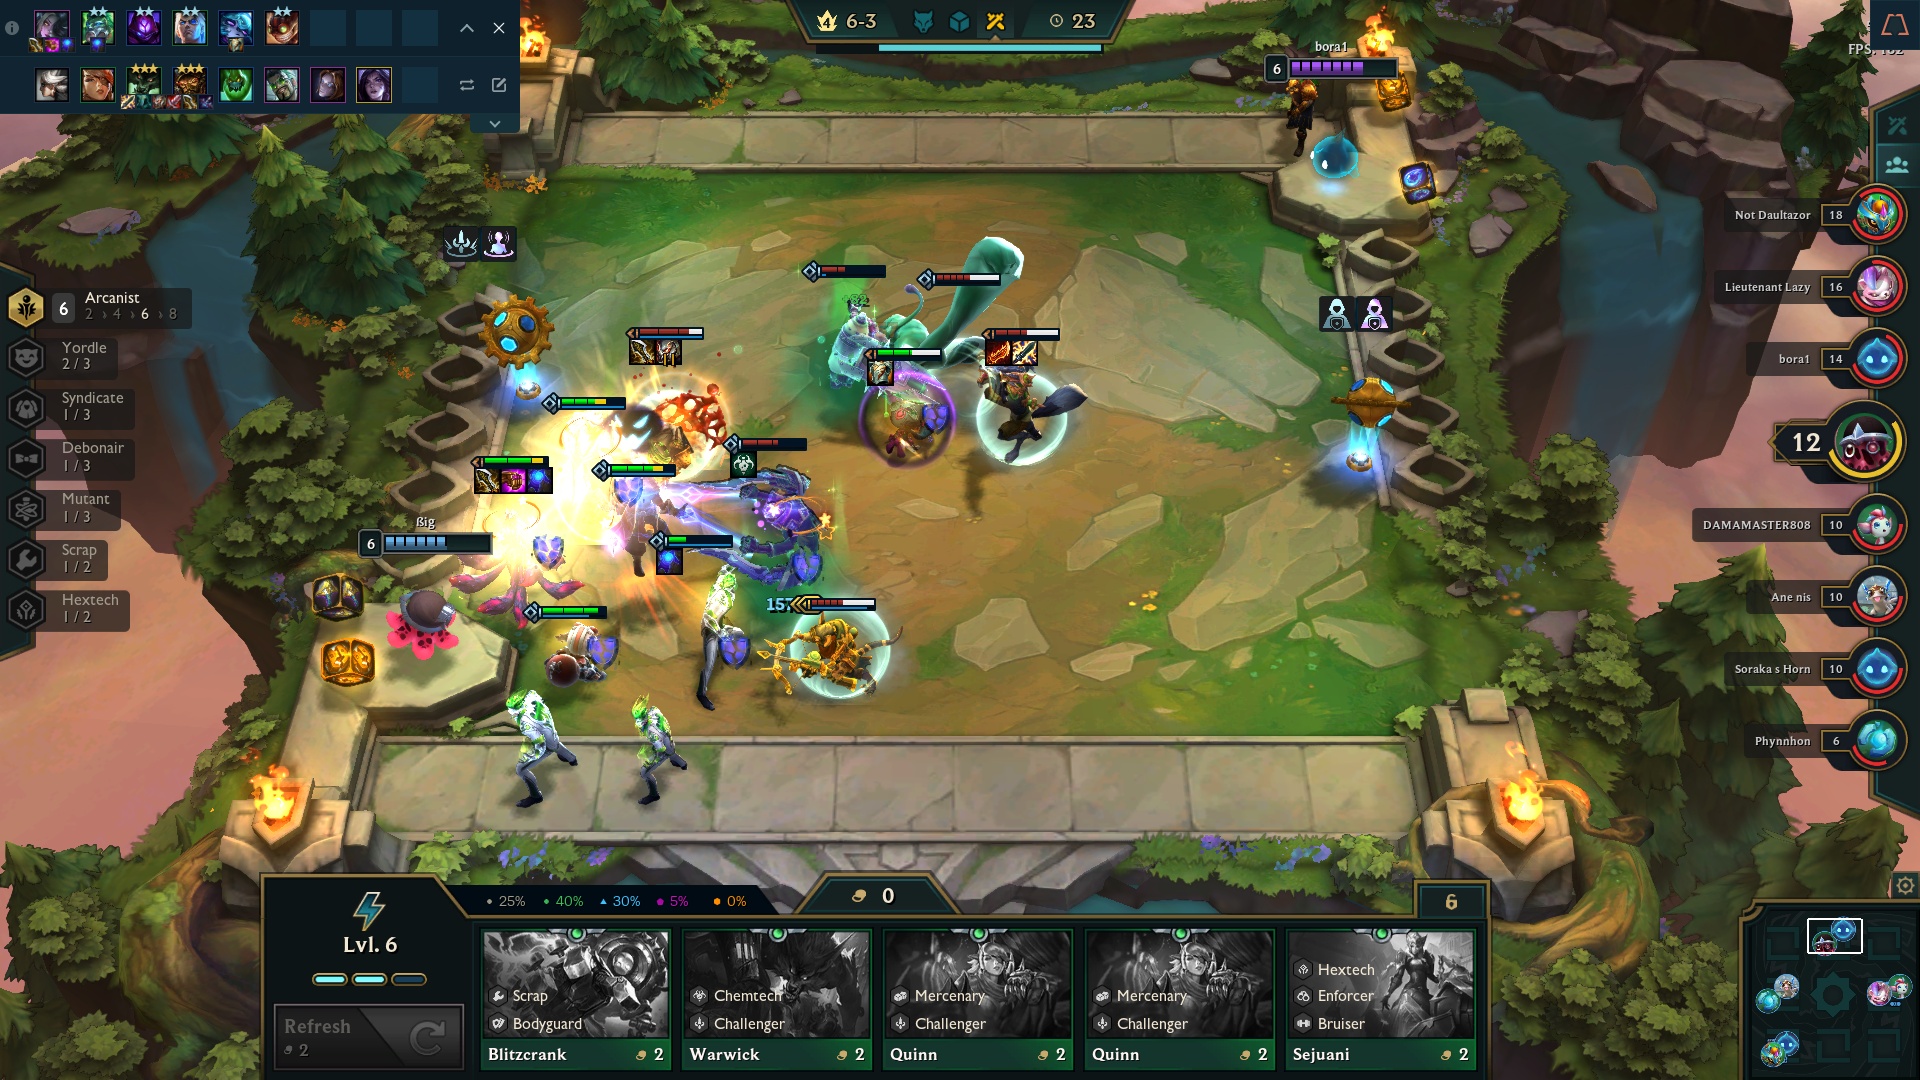 4
6-3
23
FPS: 162
bora1
6
Not Daultazor 18
Lieutenant Lazy 16
bora1 14
12
DAMAMASTER808 10
Ane nis 10
Soraka s Horn 10
Phynnhon 6
6 Arcanist
2 › 4 › 6 › 8
Yordle
2 / 3
Syndicate
1 / 3
Debonair
1 / 3
Mutant
1 / 3
Scrap
1 / 2
Hextech
1 / 2
ßig
6
157
25% 40% 30% 5% 0%
0
6
Lvl. 6
Refresh
2
Scrap
Bodyguard
Blitzcrank 2
Chemtech
Challenger
Warwick 2
Mercenary
Challenger
Quinn 2
Mercenary
Challenger
Quinn 2
Hextech
Enforcer
Bruiser
Sejuani 2